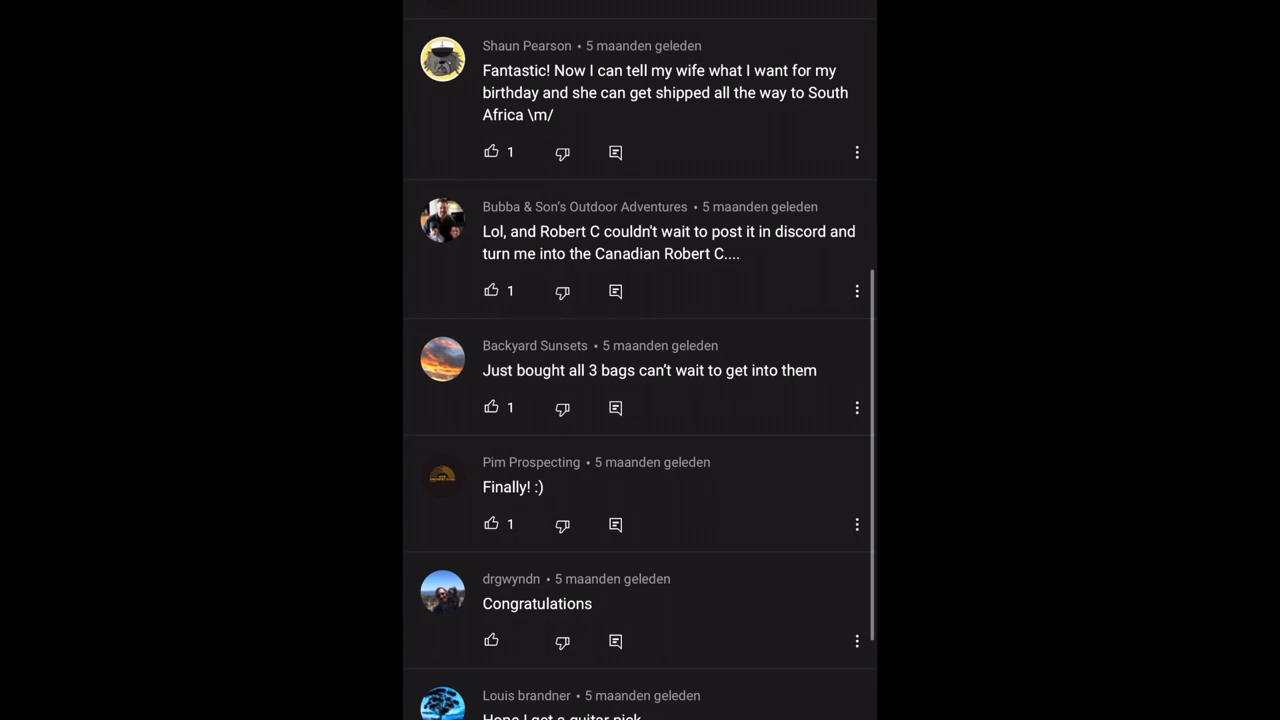 Shaun Pearson • 5 maanden geleden
Fantastic! Now I can tell my wife what I want for my
birthday and she can get shipped all the way to South
Africa \m/
1
Bubba & Son's Outdoor Adventures • 5 maanden geleden
Lol, and Robert C couldn't wait to post it in discord and
turn me into the Canadian Robert C....
1
Backyard Sunsets • 5 maanden geleden
Just bought all 3 bags can’t wait to get into them
1
Pim Prospecting • 5 maanden geleden
Finally! :)
1
drgwyndn • 5 maanden geleden
Congratulations
Louis brandner • 5 maanden geleden
Hope I get a guitar pick